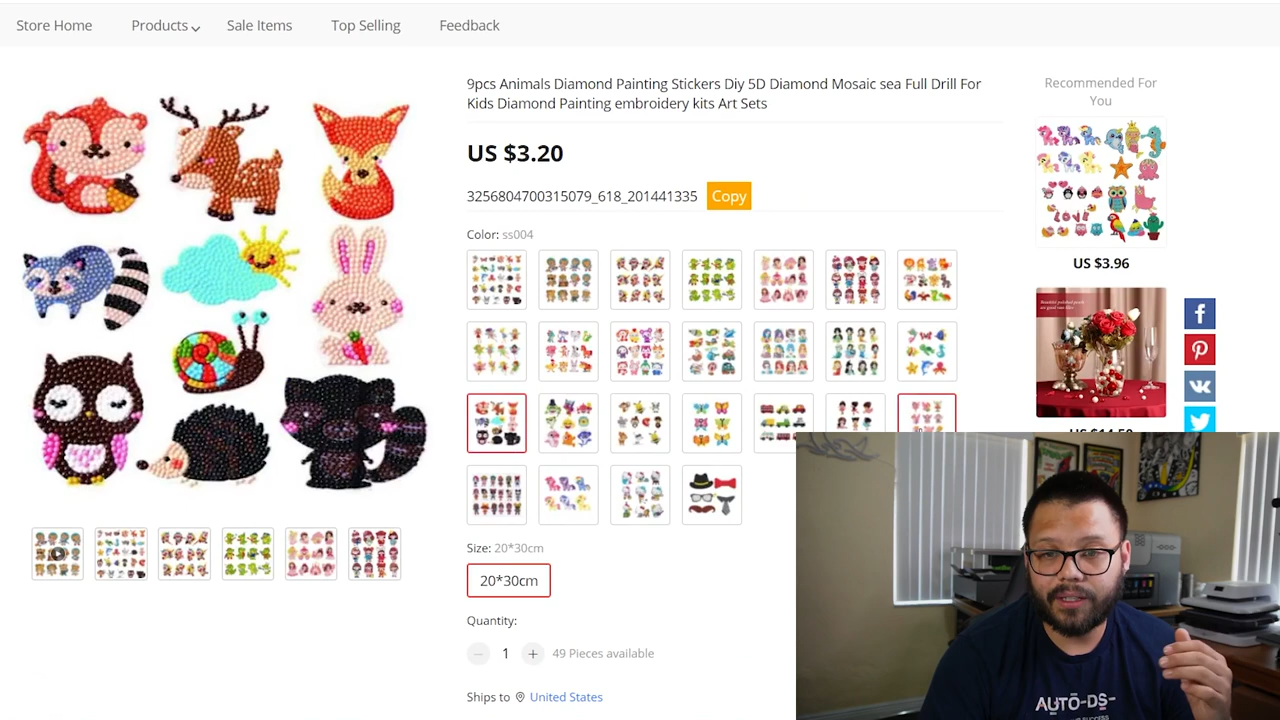 Store Home
Products
Sale Items
Top Selling
Feedback
9pcs Animals Diamond Painting Stickers Diy 5D Diamond Mosaic sea Full Drill For
Kids Diamond Painting embroidery kits Art Sets
US $3.20
3256804700315079_618_201441335
Copy
Color: ss004
Size: 20*30cm
20*30cm
Quantity:
1
49 Pieces available
Ships to
United States
Recommended For
You
US $3.96
AUTO-DS-